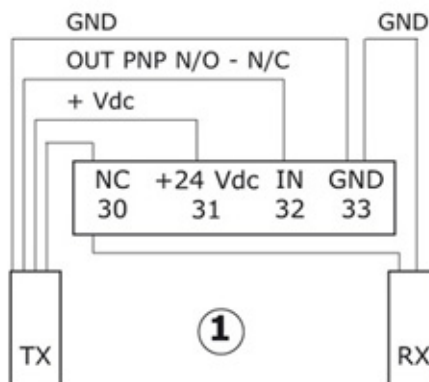 GND GND
OUT PNP N/O - N/C
+ Vdc
NC +24 Vdc IN GND
30 31 32 33
1
TX RX